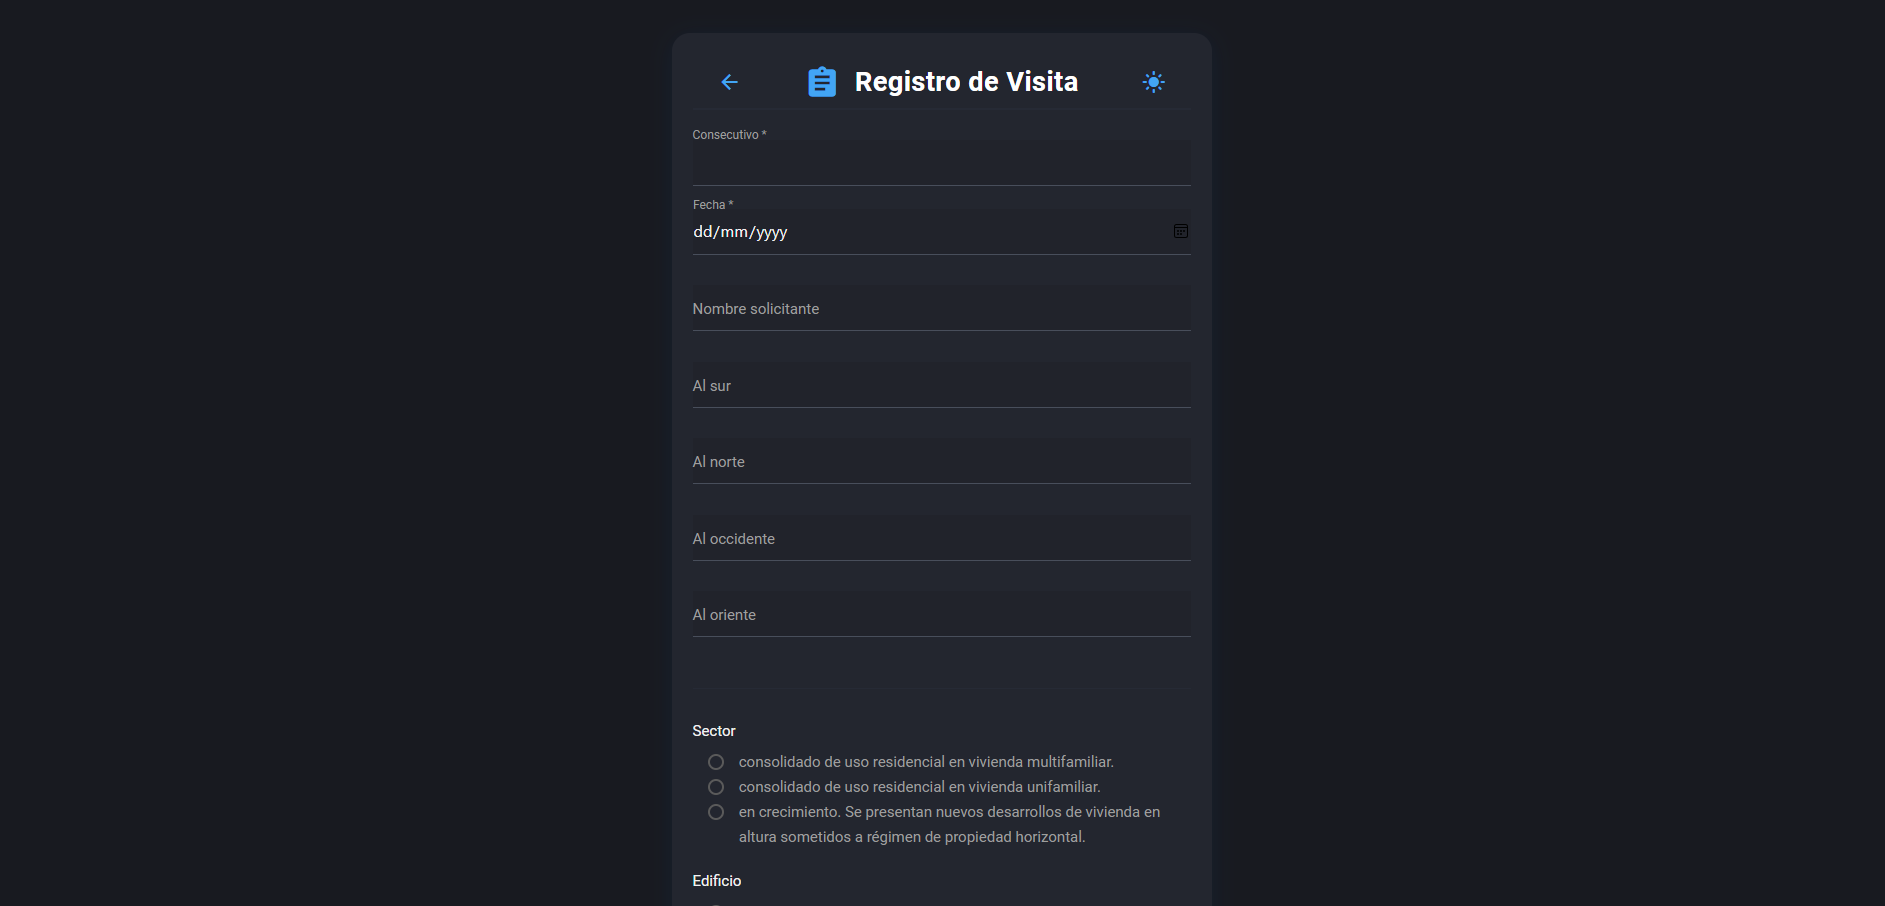 Registro de Visita
Consecutivo *
Fecha *
dd/mm/yyyy
Nombre solicitante
Al sur
Al norte
Al occidente
Al oriente
Sector
consolidado de uso residencial en vivienda multifamiliar.
consolidado de uso residencial en vivienda unifamiliar.
en crecimiento. Se presentan nuevos desarrollos de vivienda en
altura sometidos a régimen de propiedad horizontal.
Edificio